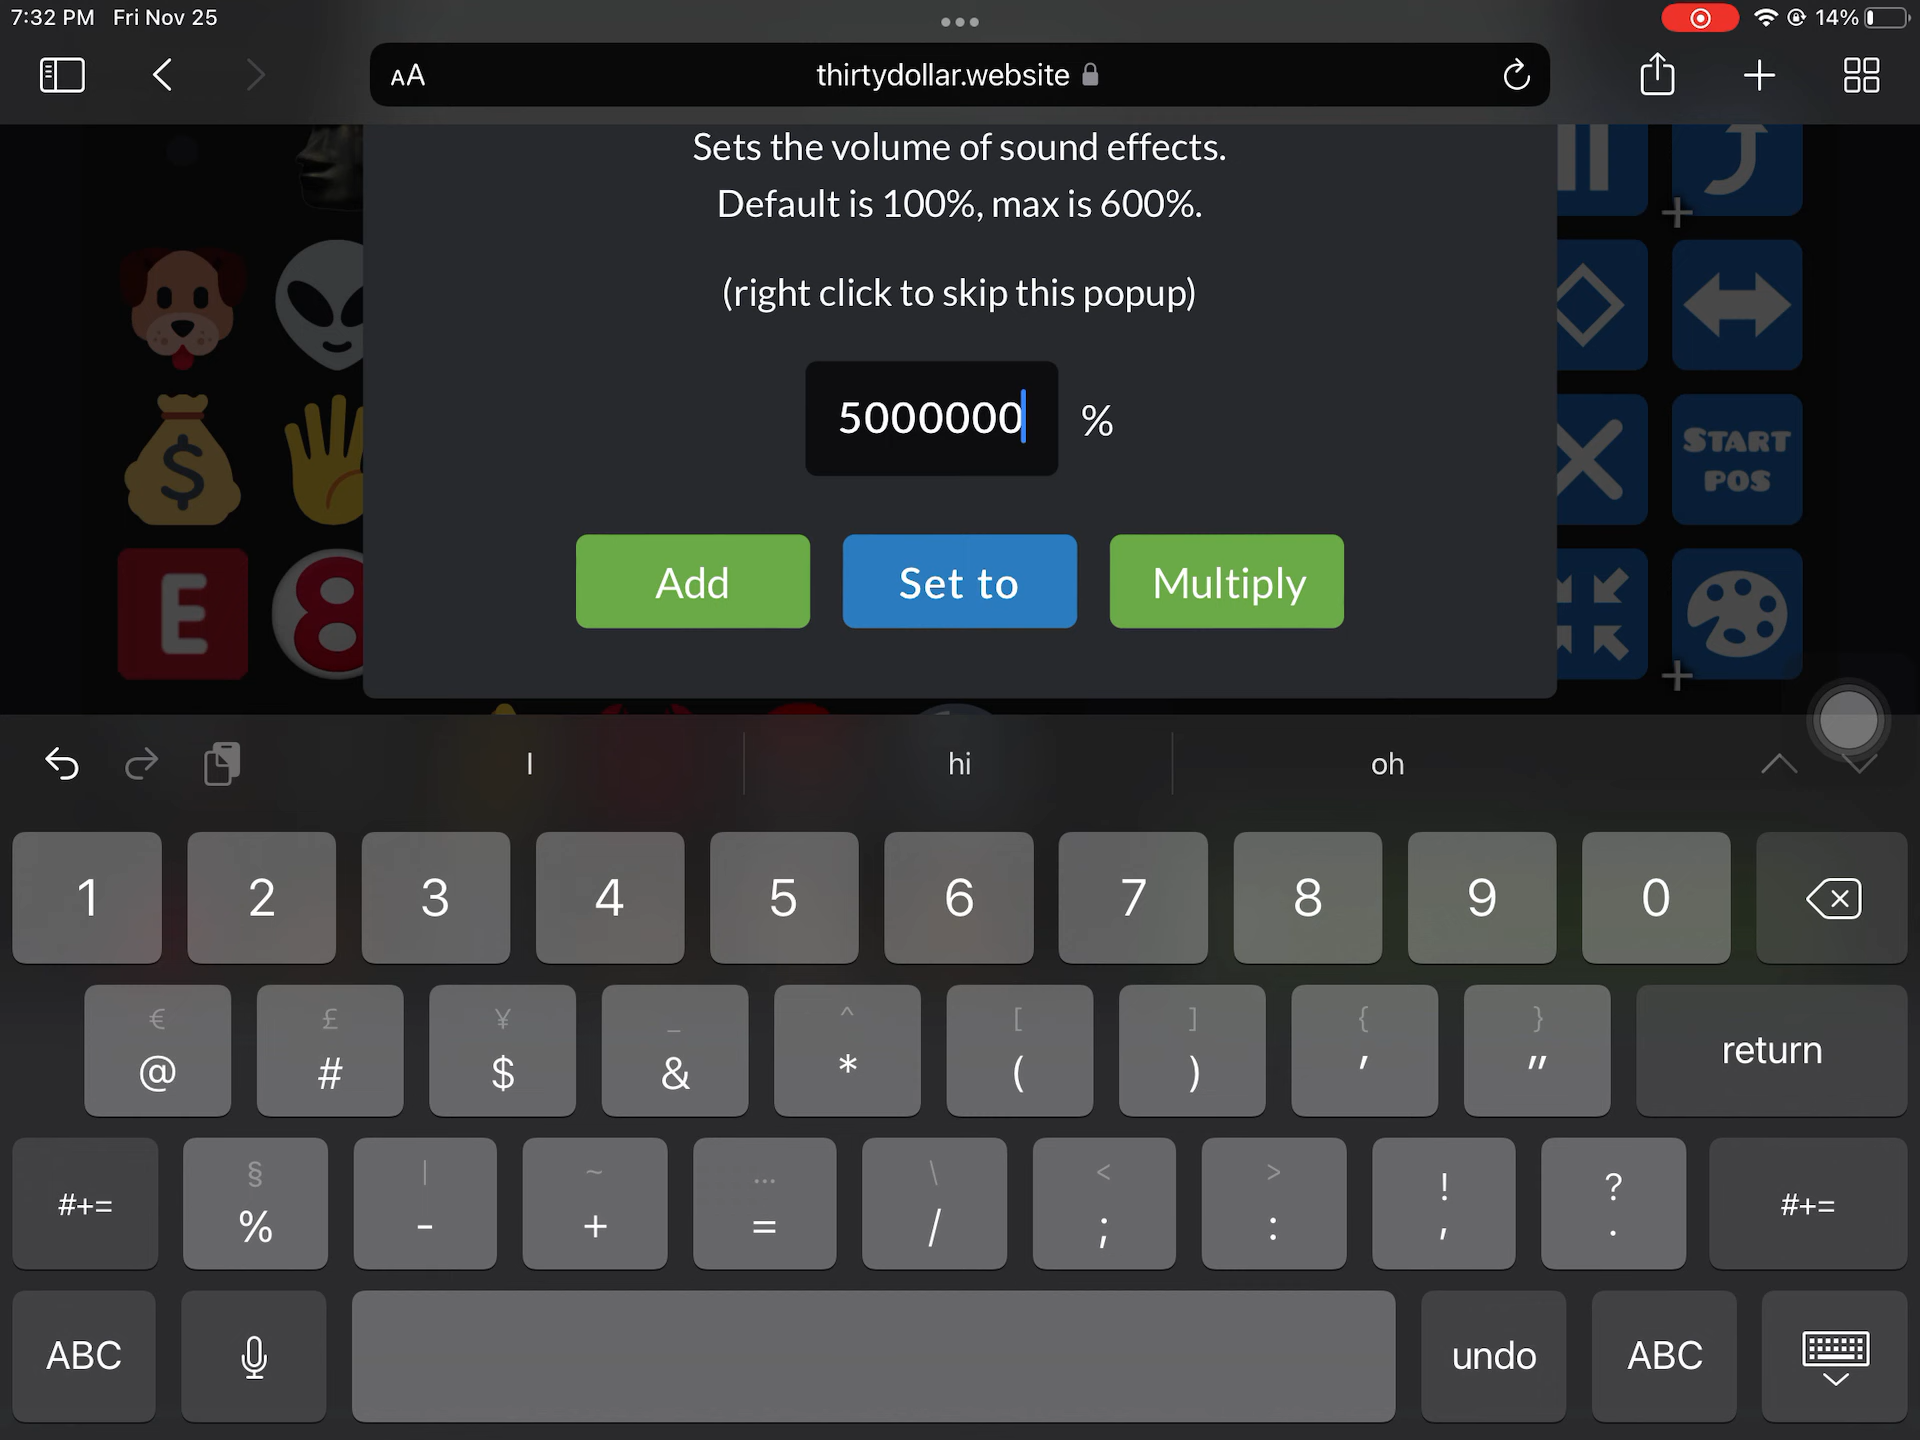 7:32 PM Fri Nov 25
14%
AA
thirtydollar.website
Sets the volume of sound effects.
Default is 100%, max is 600%.
(right click to skip this popup)
5000000 %
$
START
POS
E
8
Add
Set to
Multiply
I
hi
oh
1 2 3 4 5 6 7 8 9 0
€ £ ¥ _ ^ [ ] { }
@ # $ & * ( ) ' " return
§ | ~ … \ < > ! ?
#+= % - + = / ; : , . #+=
ABC
undo
ABC